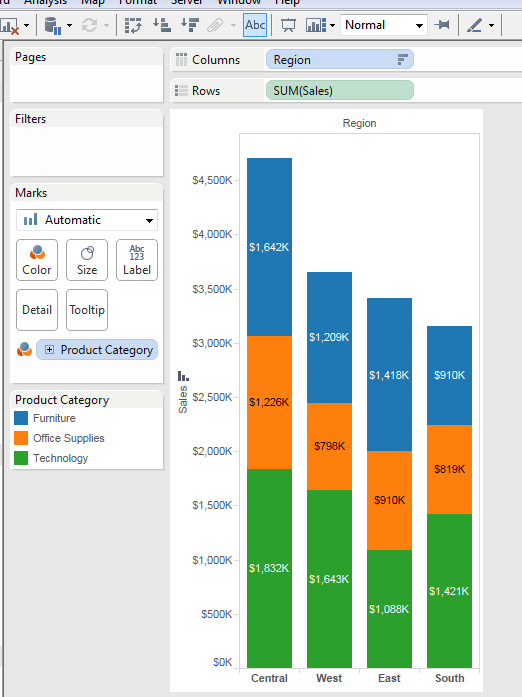 Analysis Map Format Server Window Help
Abc
Normal
Pages
Filters
Marks
Automatic
Color
Size
Abc
123
Label
Detail
Tooltip
Product Category
Product Category
Furniture
Office Supplies
Technology
Columns
Region
Rows
SUM(Sales)
Region
Sales
$4,500K
$4,000K
$3,500K
$3,000K
$2,500K
$2,000K
$1,500K
$1,000K
$500K
$0K
$1,642K
$1,226K
$1,832K
$1,209K
$798K
$1,643K
$1,418K
$910K
$1,088K
$910K
$819K
$1,421K
Central
West
East
South